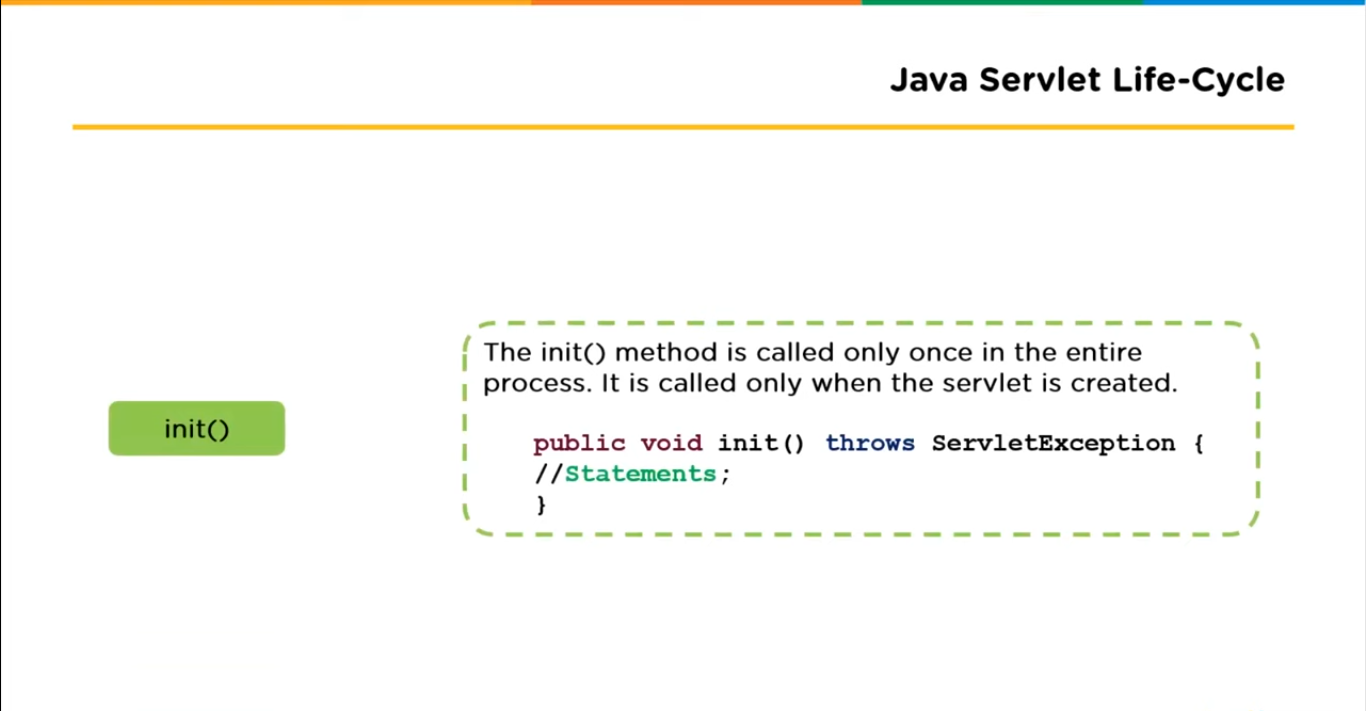 Java Servlet Life-Cycle
init()
The init() method is called only once in the entire
process. It is called only when the servlet is created.
public void init() throws ServletException {
//Statements;
}